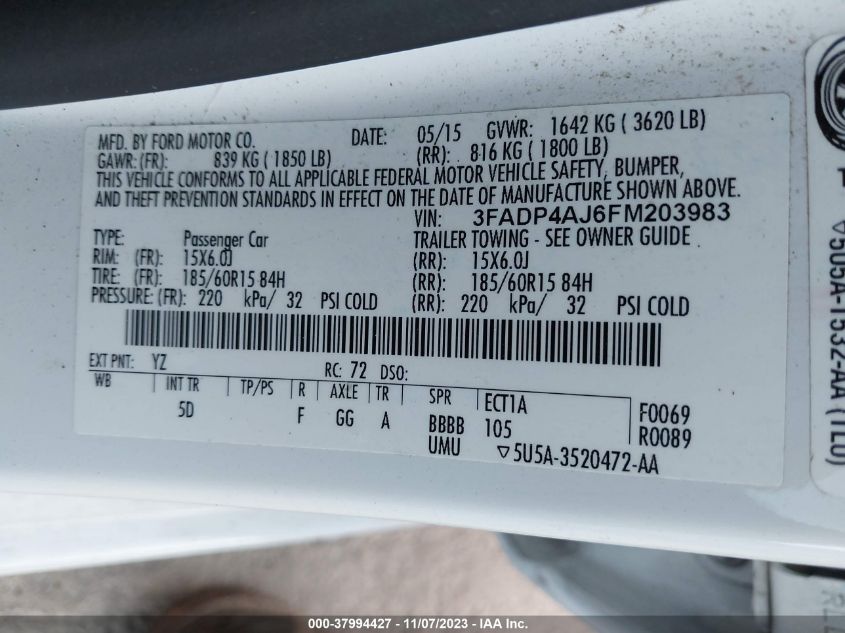 MFD. BY FORD MOTOR CO. DATE: 05/15 GVWR: 1642 KG ( 3620 LB)
GAWR: (FR): 839 KG ( 1850 LB) (RR): 816 KG ( 1800 LB)
THIS VEHICLE CONFORMS TO ALL APPLICABLE FEDERAL MOTOR VEHICLE SAFETY, BUMPER,
AND THEFT PREVENTION STANDARDS IN EFFECT ON THE DATE OF MANUFACTURE SHOWN ABOVE.
VIN: 3FADP4AJ6FM203983
TYPE: Passenger Car TRAILER TOWING - SEE OWNER GUIDE
RIM: (FR) 15X6.0J (RR): 15X6.0J
TIRE: (FR): 185/60R15 84H (RR): 185/60R15 84H
PRESSURE: (FR): 220 kPa/ 32 PSI COLD (RR): 220 kPa/ 32 PSI COLD
EXT PNT: YZ RC: 72 DSO:
WB INT TR TP/PS R AXLE TR SPR ECT1A F0069
5D F GG A BBBB 105 R0089
UMU ▽5U5A-3520472-AA
▽5U5A-1532-AA (TL0)
000-37994427 - 11/07/2023 - IAA Inc.